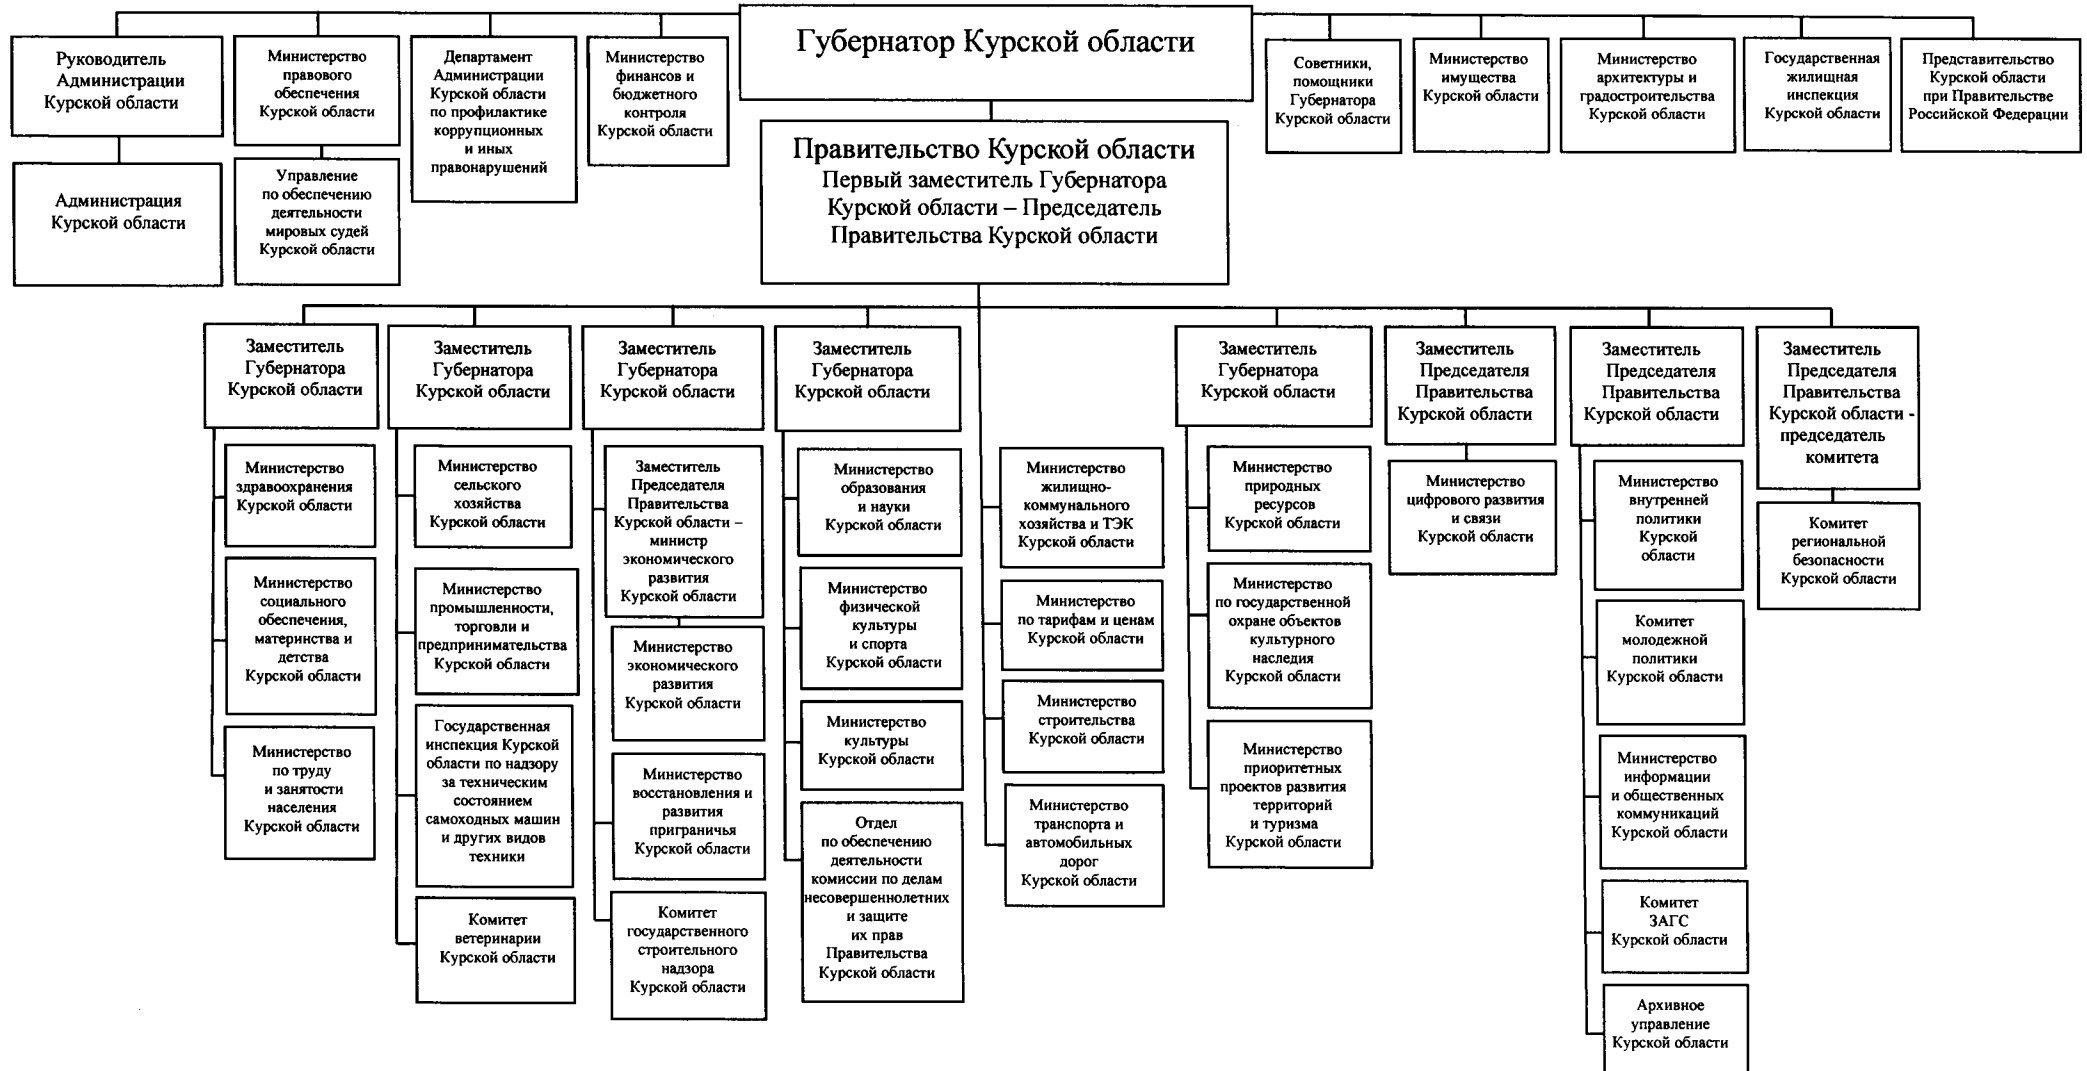 Губернатор Курской области
Руководитель
Администрации
Курской области
Администрация
Курской области
Министерство
правового
обеспечения
Курской области
Управление
по обеспечению
деятельности
мировых судей
Курской области
Департамент
Администрации
Курской области
по профилактике
коррупционных
и иных
правонарушений
Министерство
финансов и
бюджетного
контроля
Курской области
Советники,
помощники
Губернатора
Курской области
Министерство
имущества
Курской области
Министерство
архитектуры и
градостроительства
Курской области
Государственная
жилищная
инспекция
Курской области
Представительство
Курской области
при Правительстве
Российской Федерации
Правительство Курской области
Первый заместитель Губернатора
Курской области – Председатель
Правительства Курской области
Заместитель
Губернатора
Курской области
Министерство
здравоохранения
Курской области
Министерство
социального
обеспечения,
материнства и
детства
Курской области
Министерство
по труду
и занятости
населения
Курской области
Заместитель
Губернатора
Курской области
Министерство
сельского
хозяйства
Курской области
Министерство
промышленности,
торговли и
предпринимательства
Курской области
Государственная
инспекция Курской
области по надзору
за техническим
состоянием
самоходных машин
и других видов
техники
Комитет
ветеринарии
Курской области
Заместитель
Губернатора
Курской области
Заместитель
Председателя
Правительства
Курской области –
министр
экономического
развития
Курской области
Министерство
экономического
развития
Курской области
Министерство
восстановления и
развития
приграничья
Курской области
Комитет
государственного
строительного
надзора
Курской области
Заместитель
Губернатора
Курской области
Министерство
образования
и науки
Курской области
Министерство
физической
культуры
и спорта
Курской области
Министерство
культуры
Курской области
Отдел
по обеспечению
деятельности
комиссии по делам
несовершеннолетних
и защите
их прав
Правительства
Курской области
Министерство
жилищно-
коммунального
хозяйства и ТЭК
Курской области
Министерство
по тарифам и ценам
Курской области
Министерство
строительства
Курской области
Министерство
транспорта и
автомобильных
дорог
Курской области
Заместитель
Губернатора
Курской области
Министерство
природных
ресурсов
Курской области
Министерство
по государственной
охране объектов
культурного
наследия
Курской области
Министерство
приоритетных
проектов развития
территорий
и туризма
Курской области
Заместитель
Председателя
Правительства
Курской области
Министерство
цифрового развития
и связи
Курской области
Заместитель
Председателя
Правительства
Курской области
Министерство
внутренней
политики
Курской
области
Комитет
молодежной
политики
Курской области
Министерство
информации
и общественных
коммуникаций
Курской области
Комитет
ЗАГС
Курской области
Архивное
управление
Курской области
Заместитель
Председателя
Правительства
Курской области -
председатель
комитета
Комитет
региональной
безопасности
Курской области